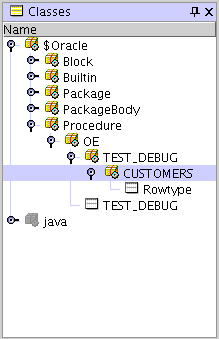 Classes
Name
$Oracle
Block
Builtin
Package
PackageBody
Procedure
OE
TEST_DEBUG
CUSTOMERS
Rowtype
TEST_DEBUG
java